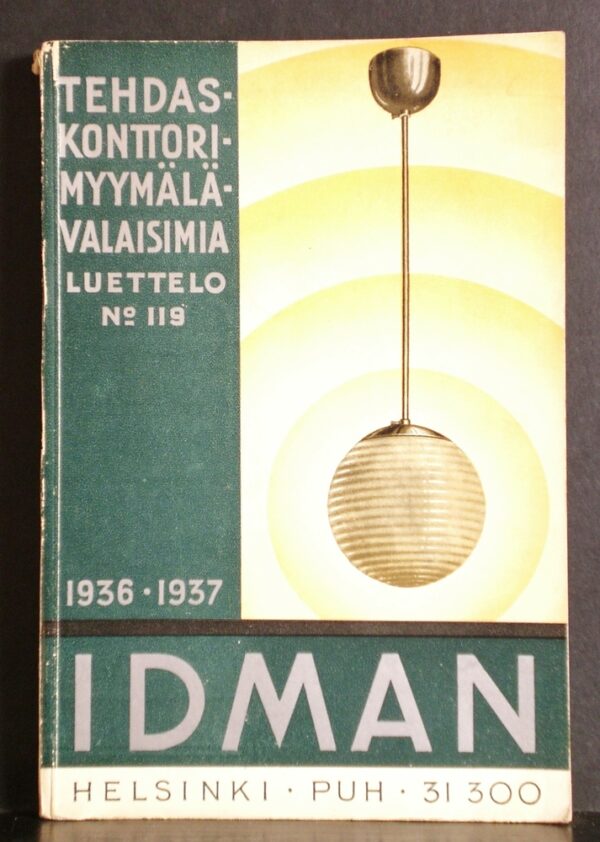 TEHDAS-
KONTTORI-
MYYMÄLÄ-
VALAISIMIA
LUETTELO
Nº 119
1936 · 1937
IDMAN
HELSINKI · PUH · 31 300